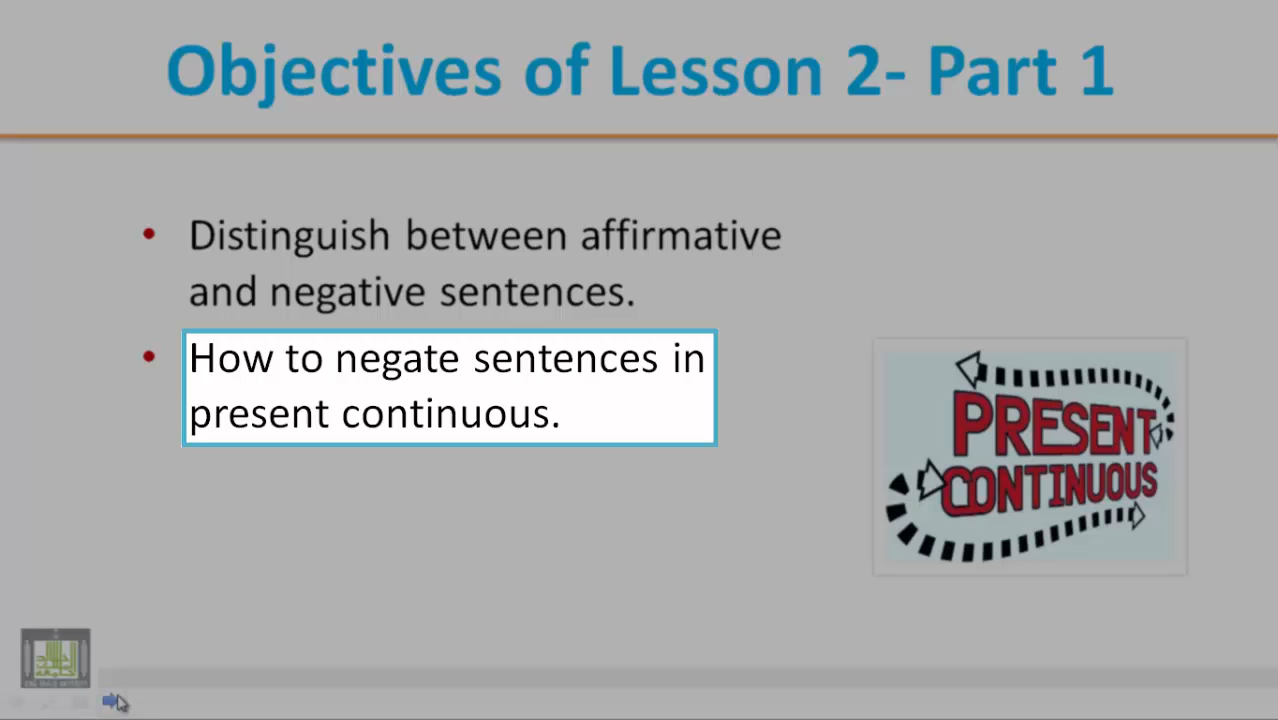 Objectives of Lesson 2- Part 1
• Distinguish between affirmative
and negative sentences.
• How to negate sentences in
present continuous.
PRESENT
CONTINUOUS